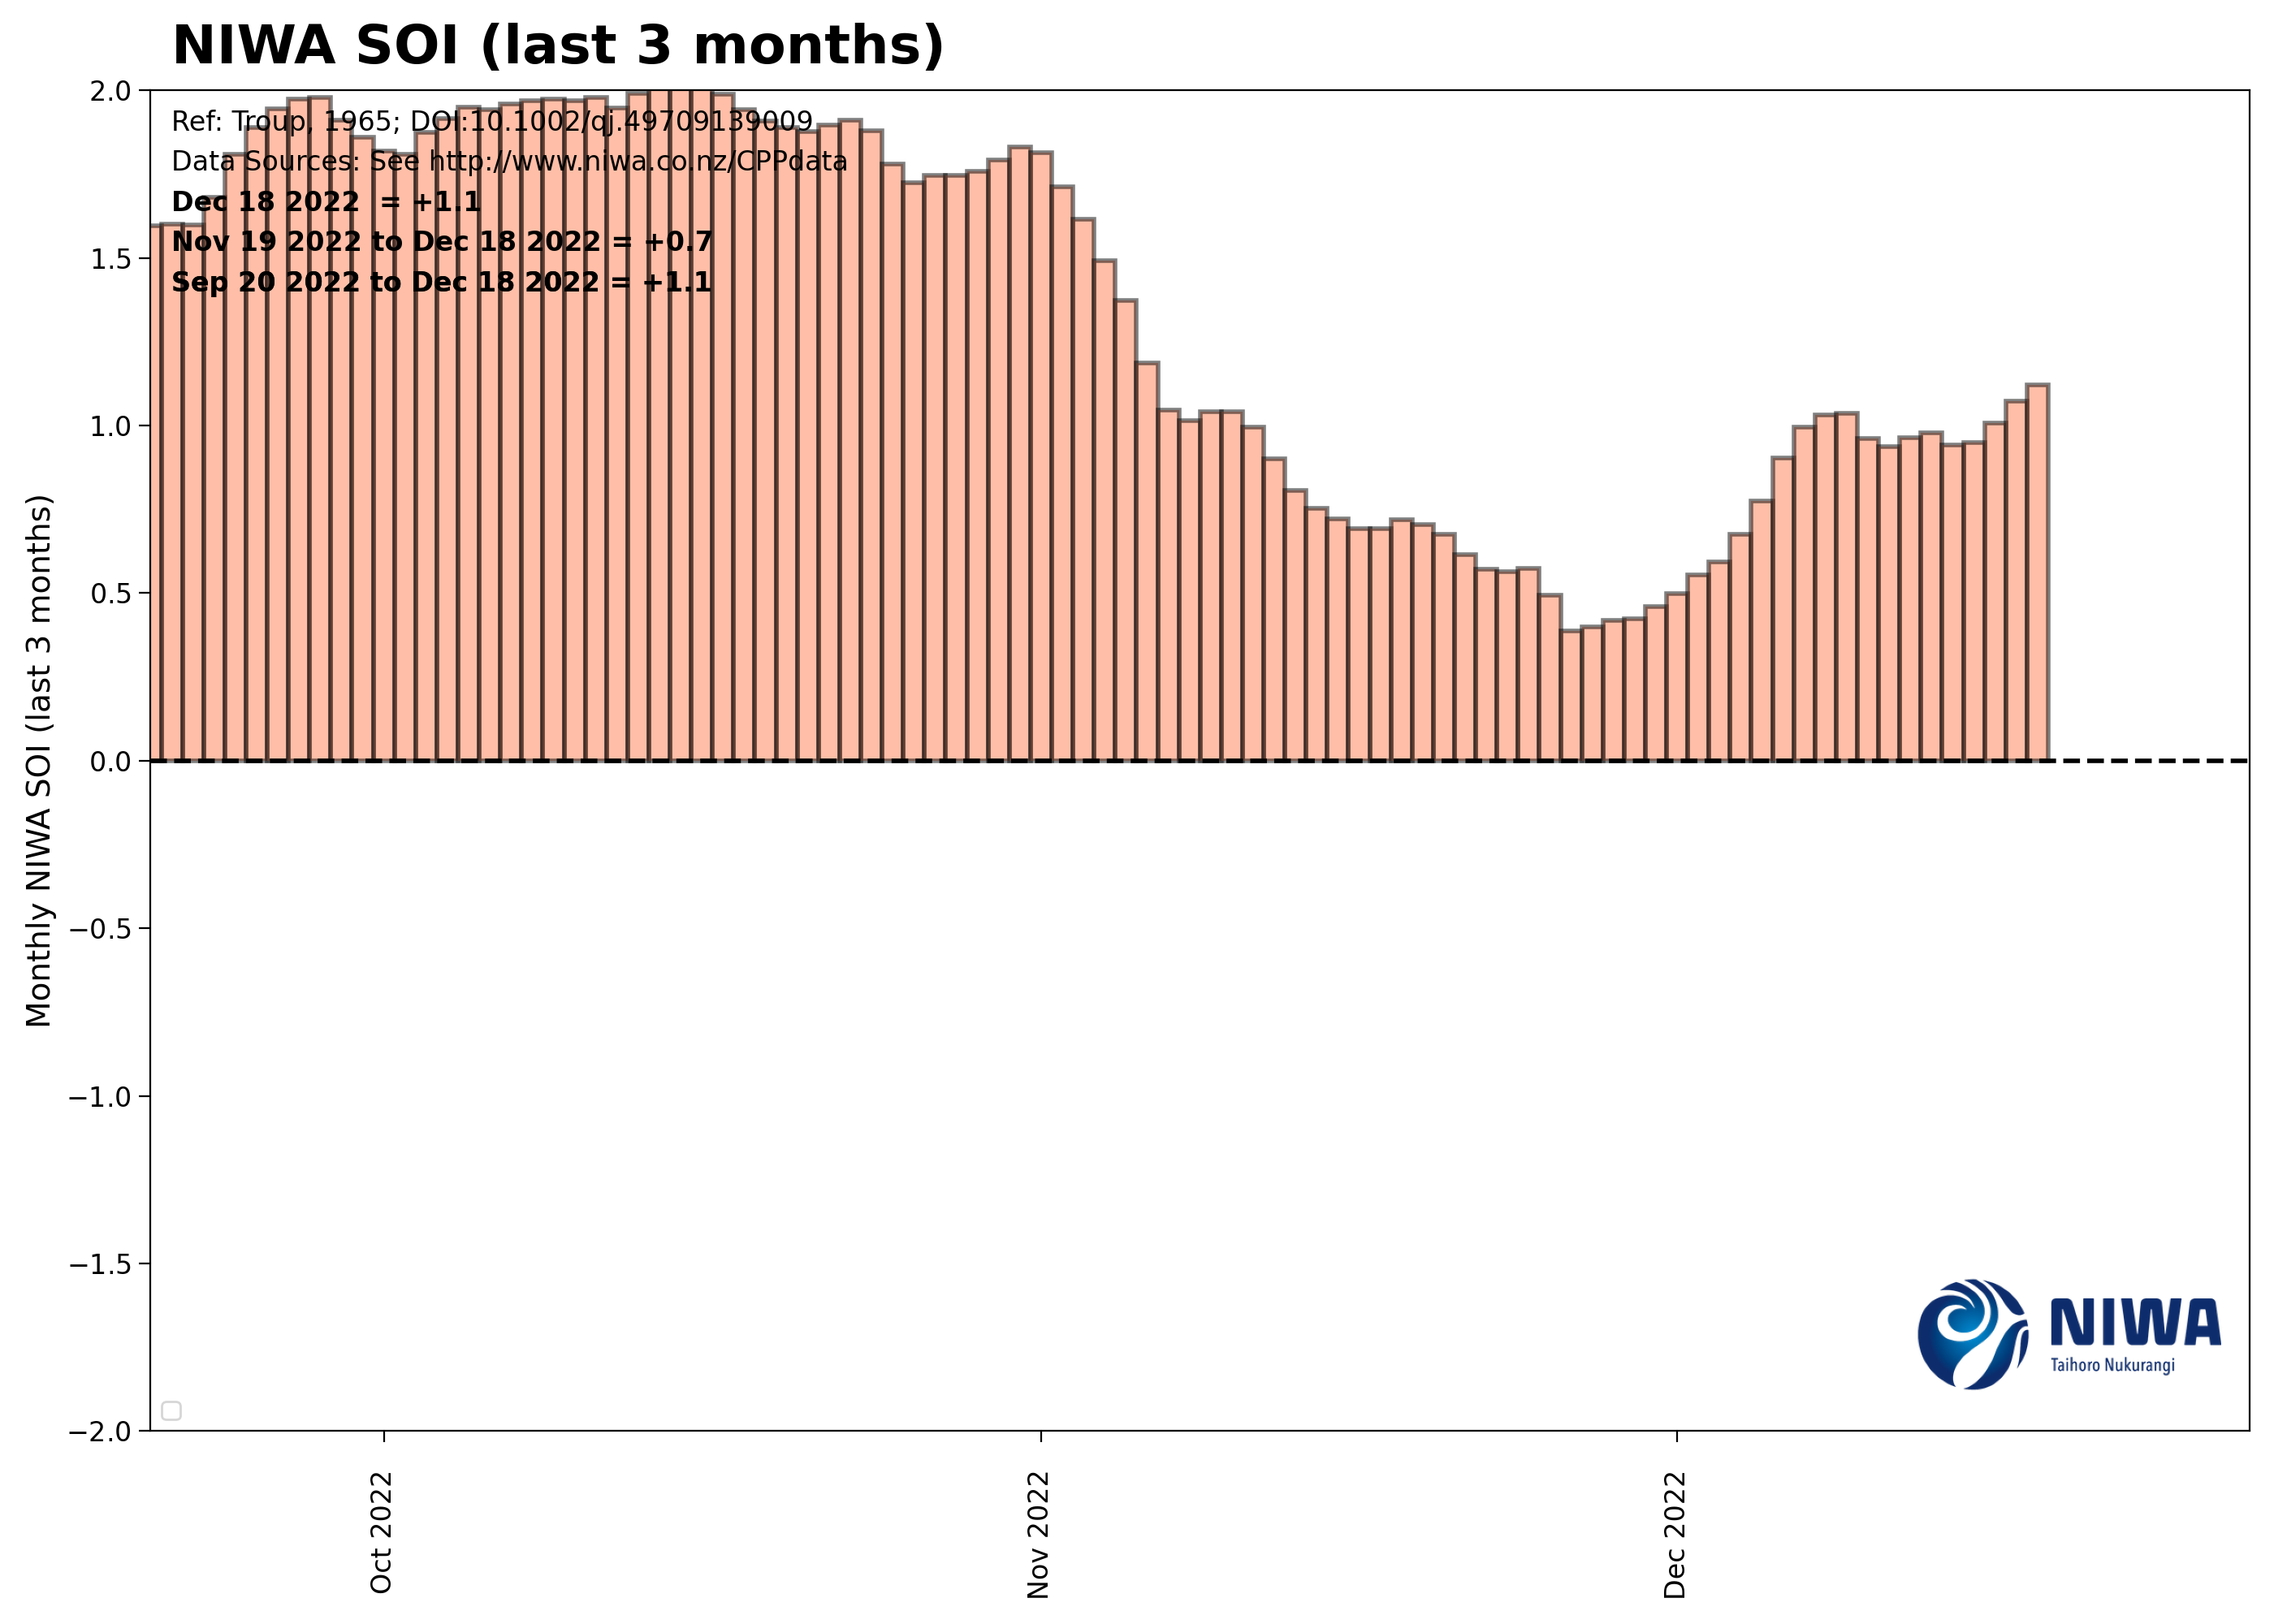 NIWA SOI (last 3 months)
2.0
Ref: Troup, 1965; DOI:10.1002/qj.49709139009
Data Sources: See http://www.niwa.co.nz/CPPdata
Dec 18 2022 = +1.1
Nov 19 2022 to Dec 18 2022 = +0.7
Sep 20 2022 to Dec 18 2022 = +1.1
1.5
1.0
0.5
0.0
−0.5
−1.0
−1.5
−2.0
Monthly NIWA SOI (last 3 months)
NIWA
Taihoro Nukurangi
Oct 2022
Nov 2022
Dec 2022